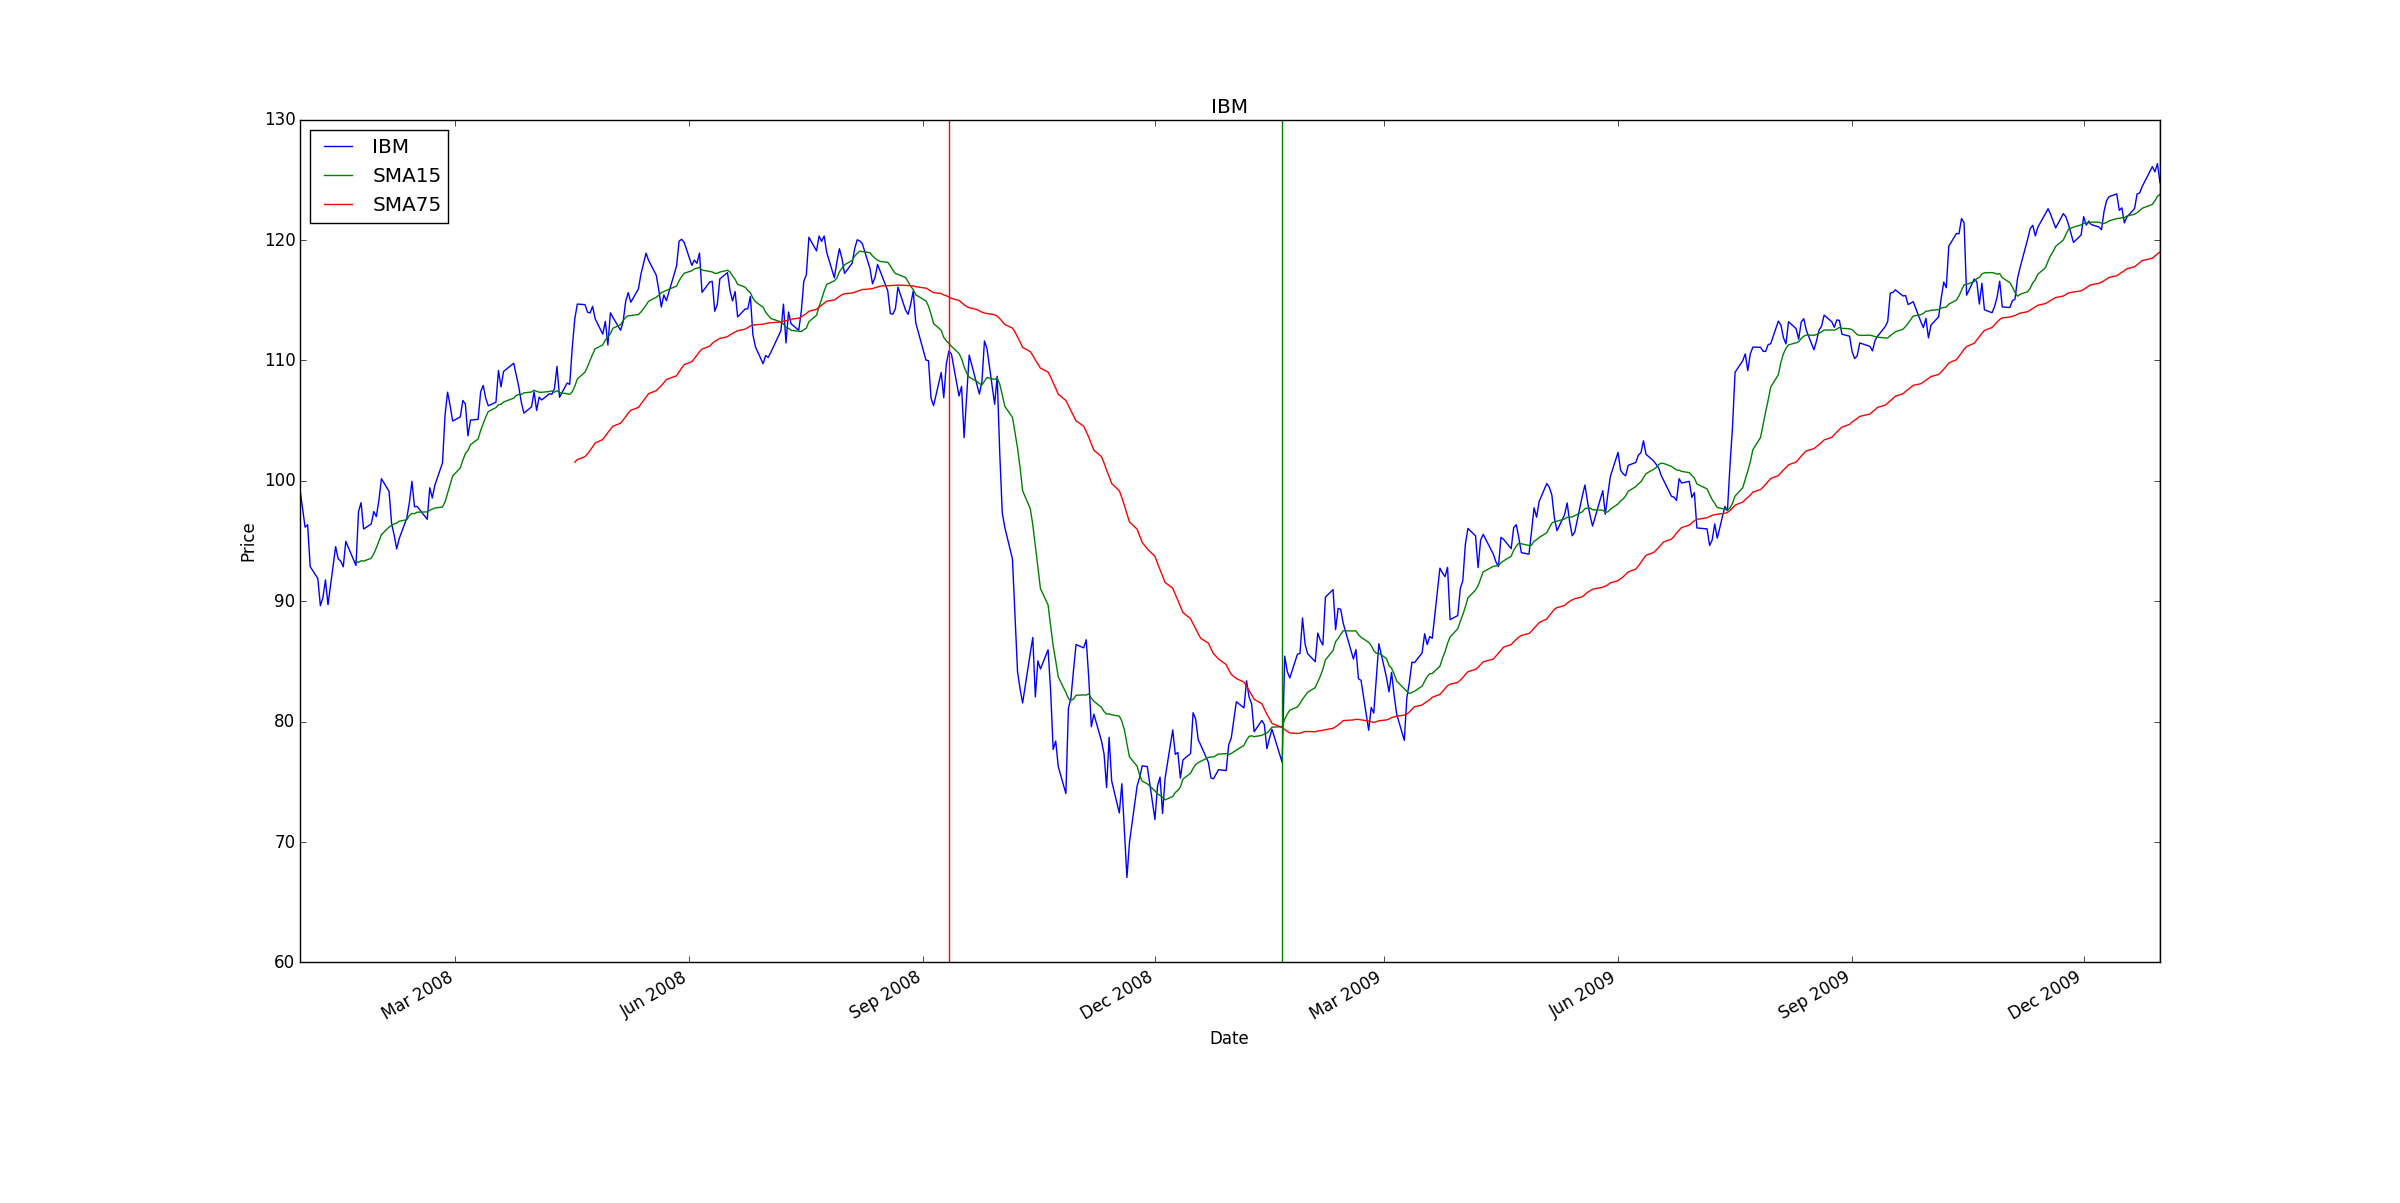 IBM
130
IBM
SMA15
SMA75
120
110
100
90
80
70
60
Price
Mar 2008
Jun 2008
Sep 2008
Dec 2008
Mar 2009
Jun 2009
Sep 2009
Dec 2009
Date